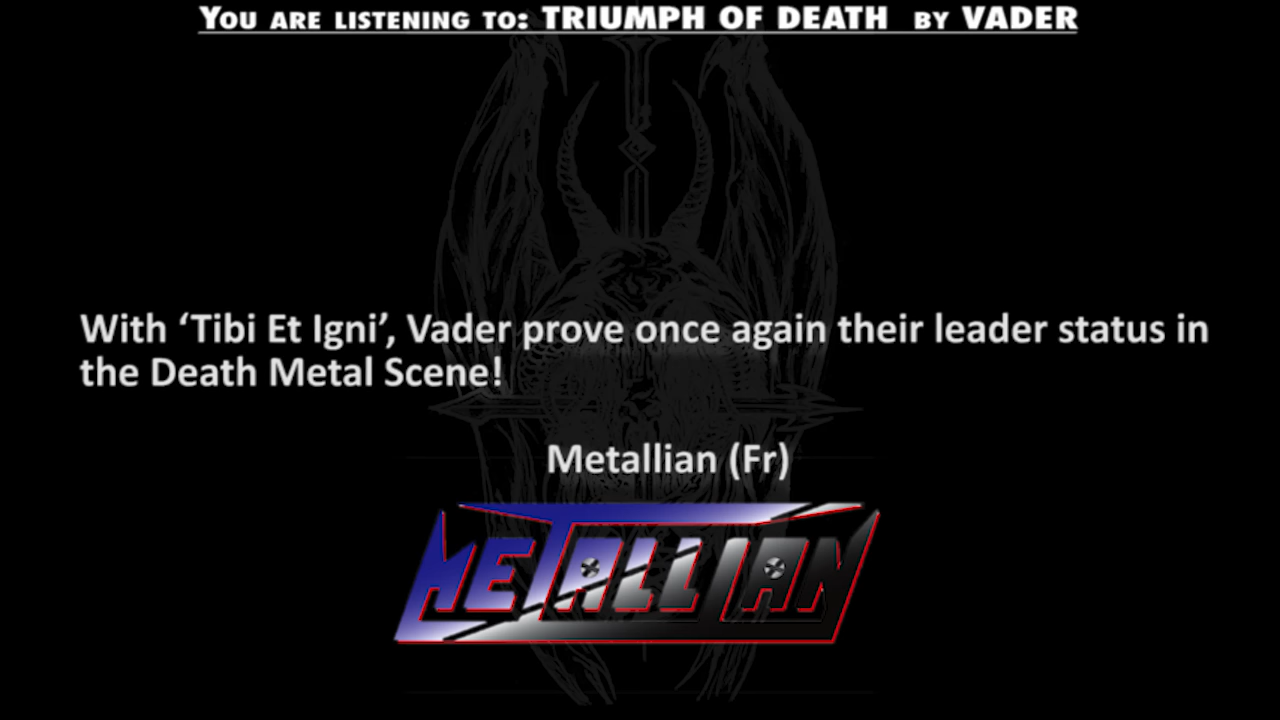 YOU ARE LISTENING TO: TRIUMPH OF DEATH BY VADER
With ‘Tibi Et Igni’, Vader prove once again their leader status in
the Death Metal Scene!
Metallian (Fr)
METALLIAN